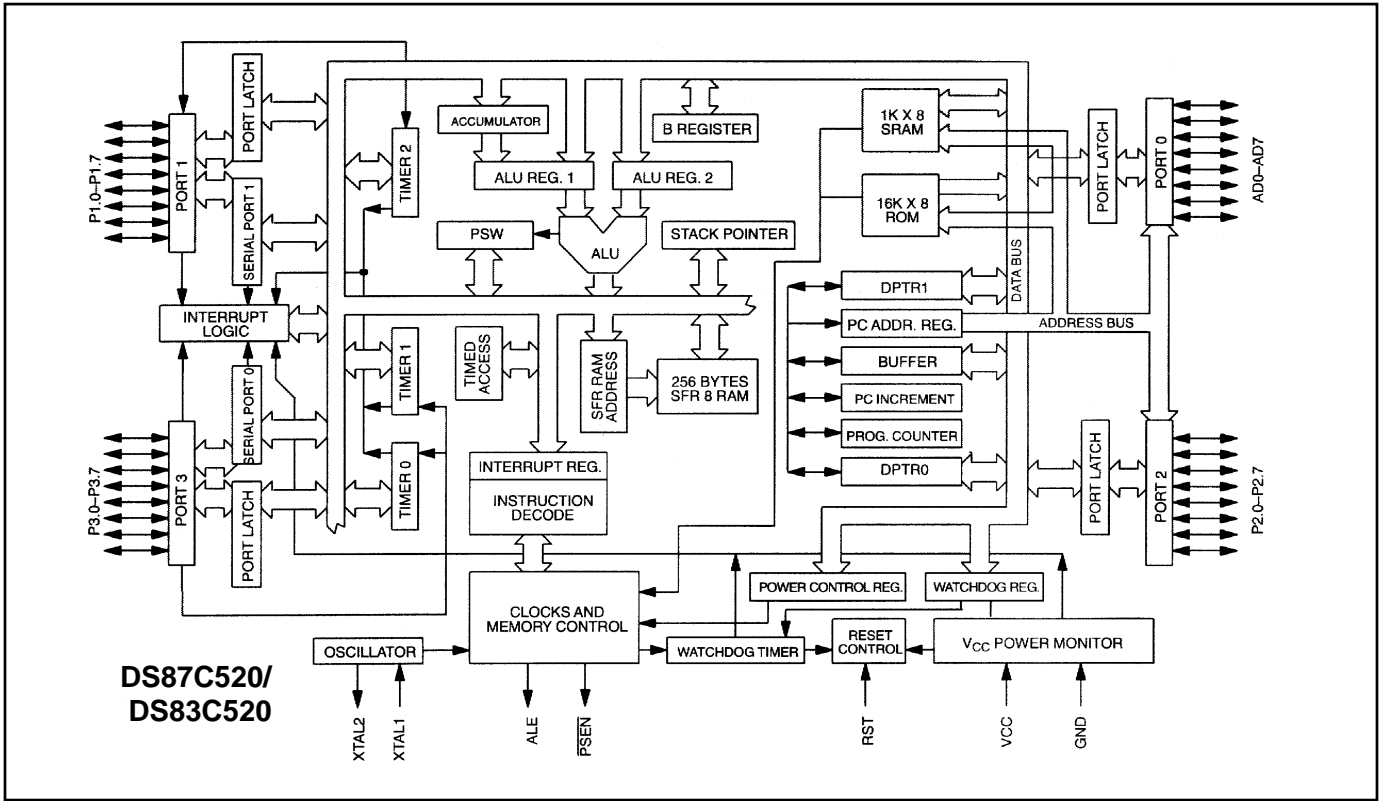 PORT LATCH
P1.0–P1.7
PORT 1
SERIAL PORT 1
TIMER 2
ACCUMULATOR
B REGISTER
ALU REG. 1
ALU REG. 2
PSW
ALU
STACK POINTER
1K X 8
SRAM
16K X 8
ROM
DATA BUS
PORT LATCH
PORT 0
AD0–AD7
INTERRUPT
LOGIC
TIMER 1
TIMED
ACCESS
SFR RAM
ADDRESS
256 BYTES
SFR 8 RAM
DPTR1
PC ADDR. REG.
ADDRESS BUS
BUFFER
PC INCREMENT
PROG. COUNTER
DPTR0
SERIAL PORT 0
P3.0–P3.7
PORT 3
PORT LATCH
TIMER 0
INTERRUPT REG.
INSTRUCTION
DECODE
PORT LATCH
PORT 2
P2.0–P2.7
POWER CONTROL REG.
WATCHDOG REG.
CLOCKS AND
MEMORY CONTROL
OSCILLATOR
WATCHDOG TIMER
RESET
CONTROL
VCC POWER MONITOR
DS87C520/
DS83C520
XTAL2
XTAL1
ALE
PSEN
RST
VCC
GND